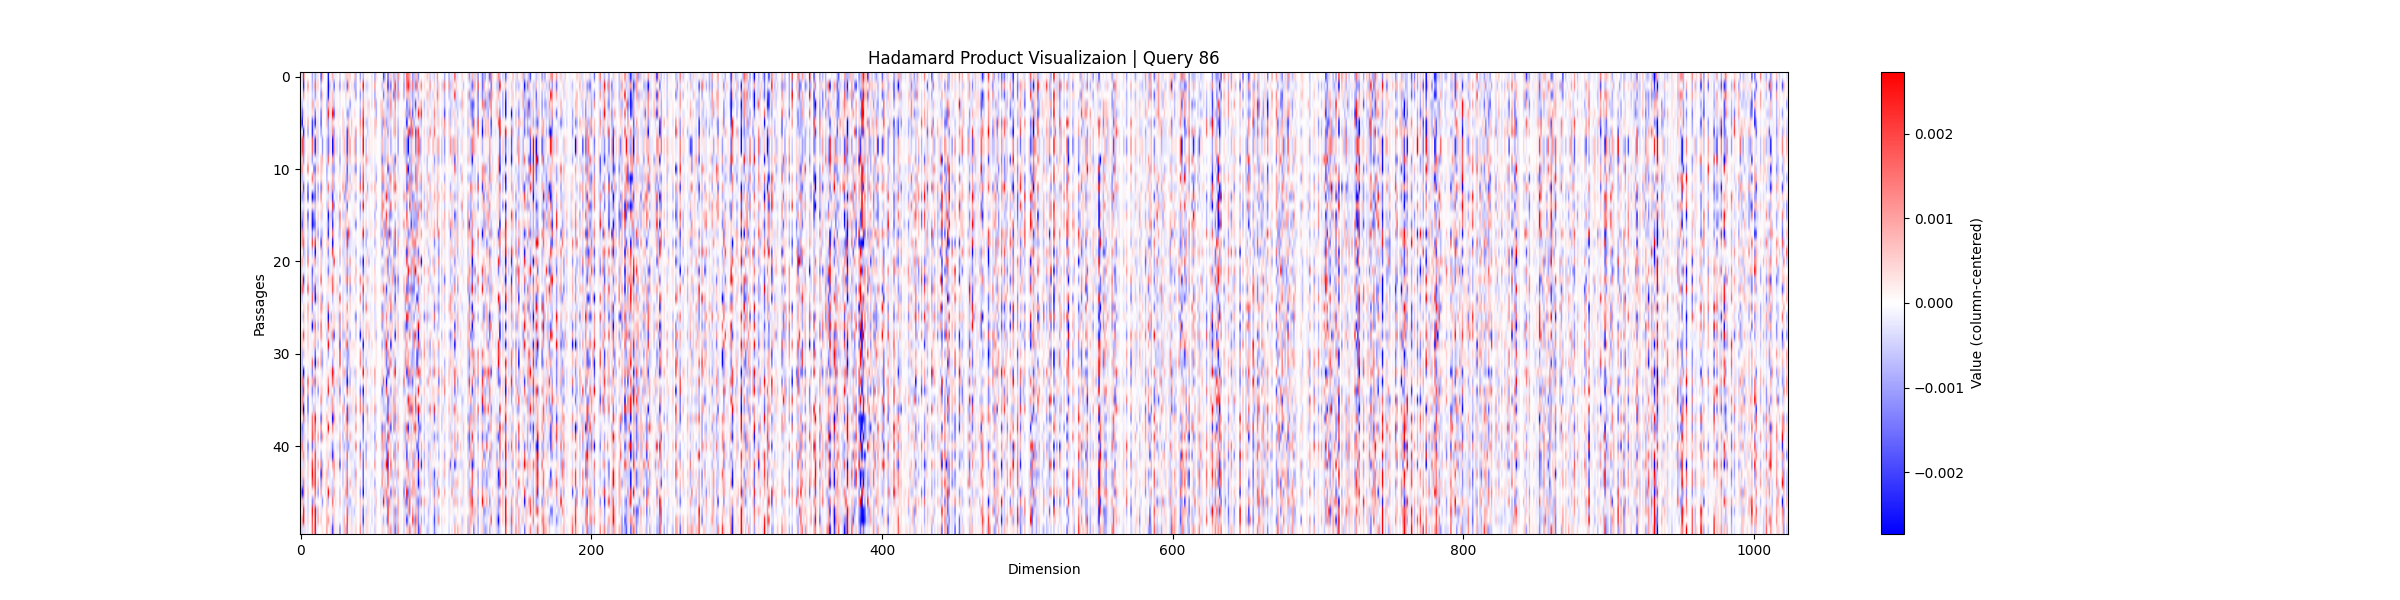 Hadamard Product Visualizaion | Query 86
Passages
0
10
20
30
40
0 200 400 600 800 1000
Dimension
0.002
0.001
0.000
−0.001
−0.002
Value (column-centered)